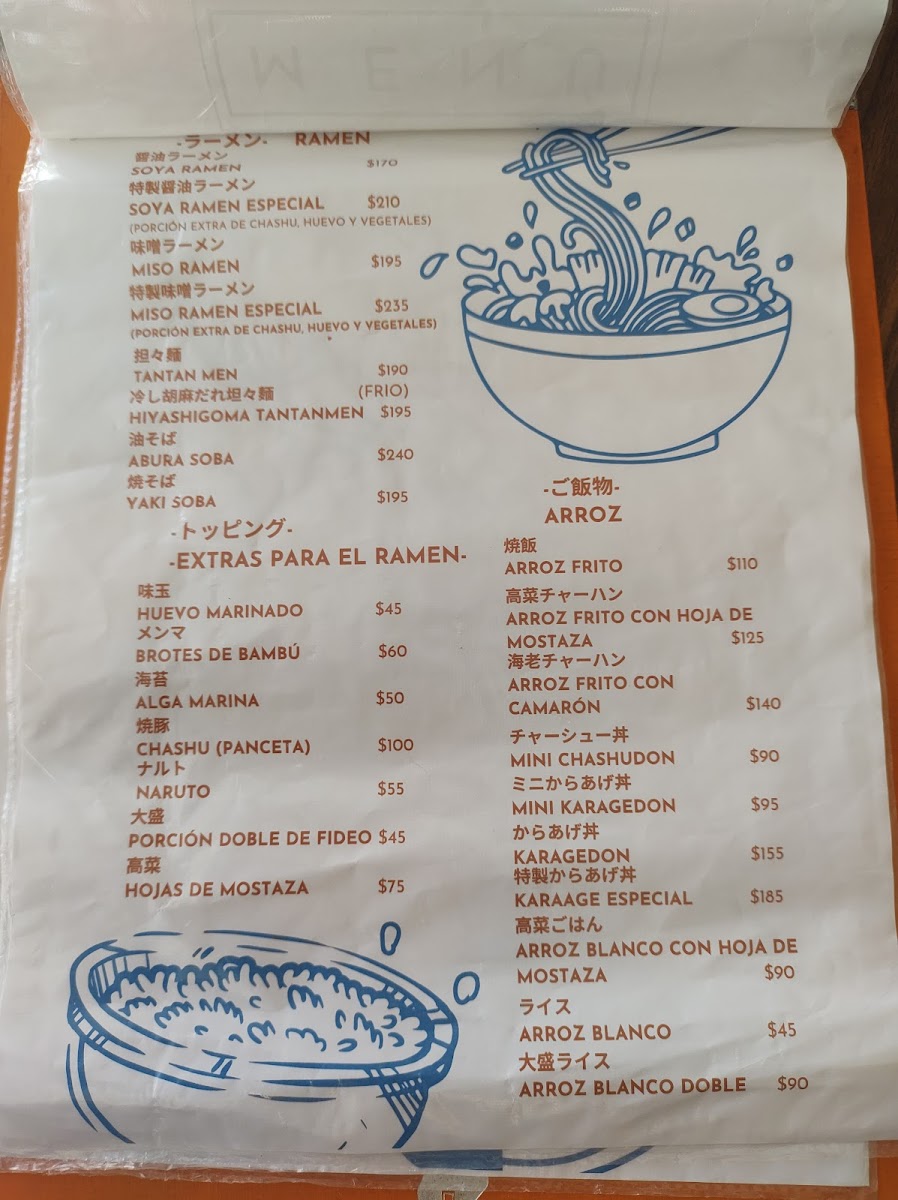 MENU
-ラーメン- RAMEN
醤油ラーメン
SOYA RAMEN $170
特製醤油ラーメン
SOYA RAMEN ESPECIAL $210
(PORCIÓN EXTRA DE CHASHU, HUEVO Y VEGETALES)
味噌ラーメン
MISO RAMEN $195
特製味噌ラーメン
MISO RAMEN ESPECIAL $235
(PORCIÓN EXTRA DE CHASHU, HUEVO Y VEGETALES)
担々麺
TANTAN MEN $190
冷し胡麻だれ坦々麺 (FRIO)
HIYASHIGOMA TANTANMEN $195
油そば
ABURA SOBA $240
焼そば
YAKI SOBA $195
-トッピング-
-EXTRAS PARA EL RAMEN-
味玉
HUEVO MARINADO $45
メンマ
BROTES DE BAMBÚ $60
海苔
ALGA MARINA $50
焼豚
CHASHU (PANCETA) $100
ナルト
NARUTO $55
大盛
PORCIÓN DOBLE DE FIDEO $45
高菜
HOJAS DE MOSTAZA $75
-ご飯物-
ARROZ
焼飯
ARROZ FRITO $110
高菜チャーハン
ARROZ FRITO CON HOJA DE
MOSTAZA $125
海老チャーハン
ARROZ FRITO CON
CAMARÓN $140
チャーシュー丼
MINI CHASHUDON $90
ミニからあげ丼
MINI KARAGEDON $95
からあげ丼
KARAGEDON $155
特製からあげ丼
KARAAGE ESPECIAL $185
高菜ごはん
ARROZ BLANCO CON HOJA DE
MOSTAZA $90
ライス
ARROZ BLANCO $45
大盛ライス
ARROZ BLANCO DOBLE $90